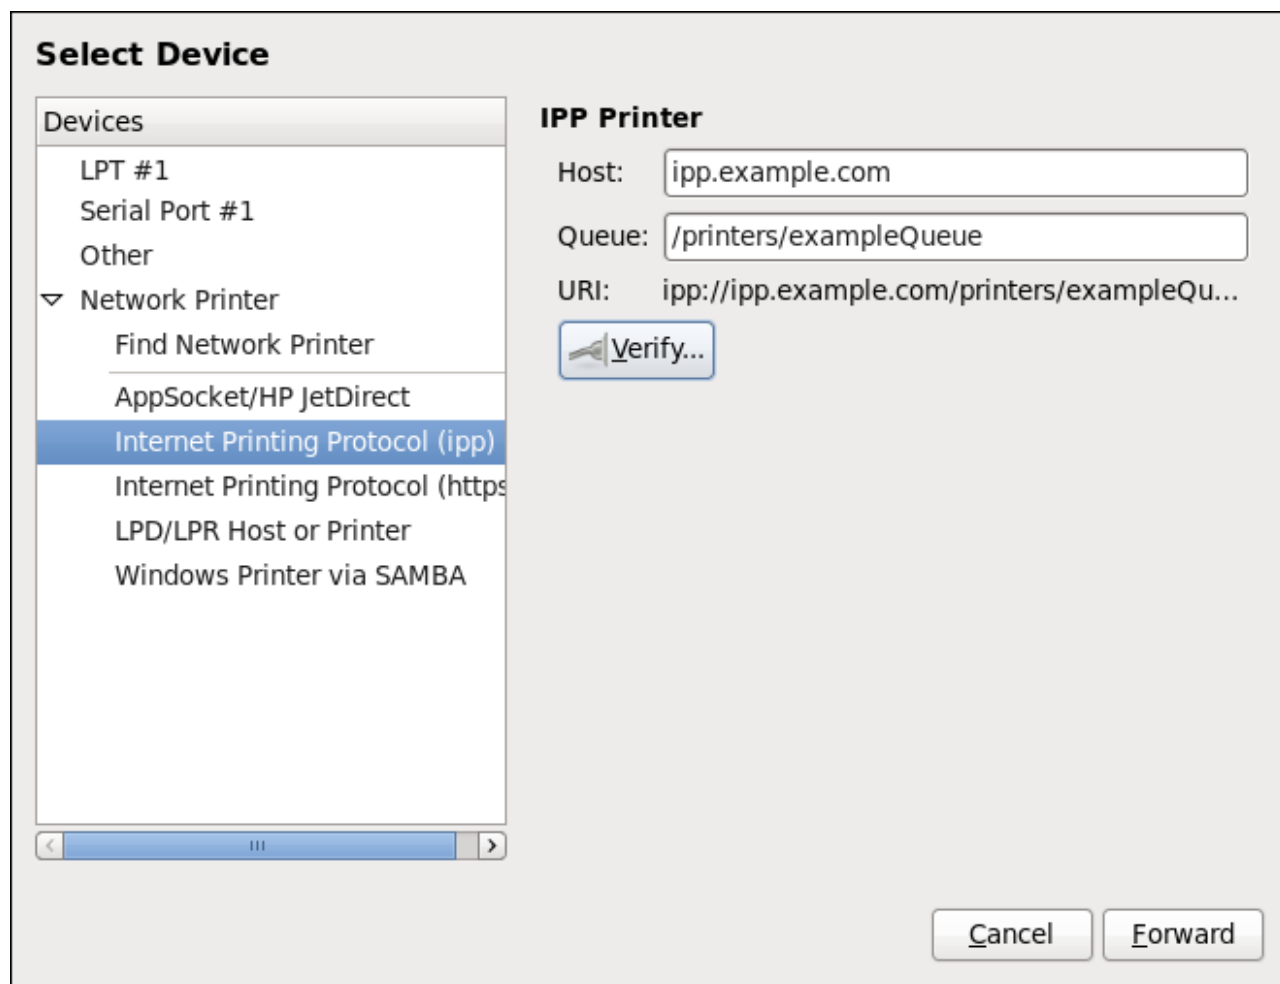 Select Device
Devices
LPT #1
Serial Port #1
Other
Network Printer
Find Network Printer
AppSocket/HP JetDirect
Internet Printing Protocol (ipp)
Internet Printing Protocol (https
LPD/LPR Host or Printer
Windows Printer via SAMBA
IPP Printer
Host: ipp.example.com
Queue: /printers/exampleQueue
URI: ipp://ipp.example.com/printers/exampleQu...
Verify...
Cancel Forward